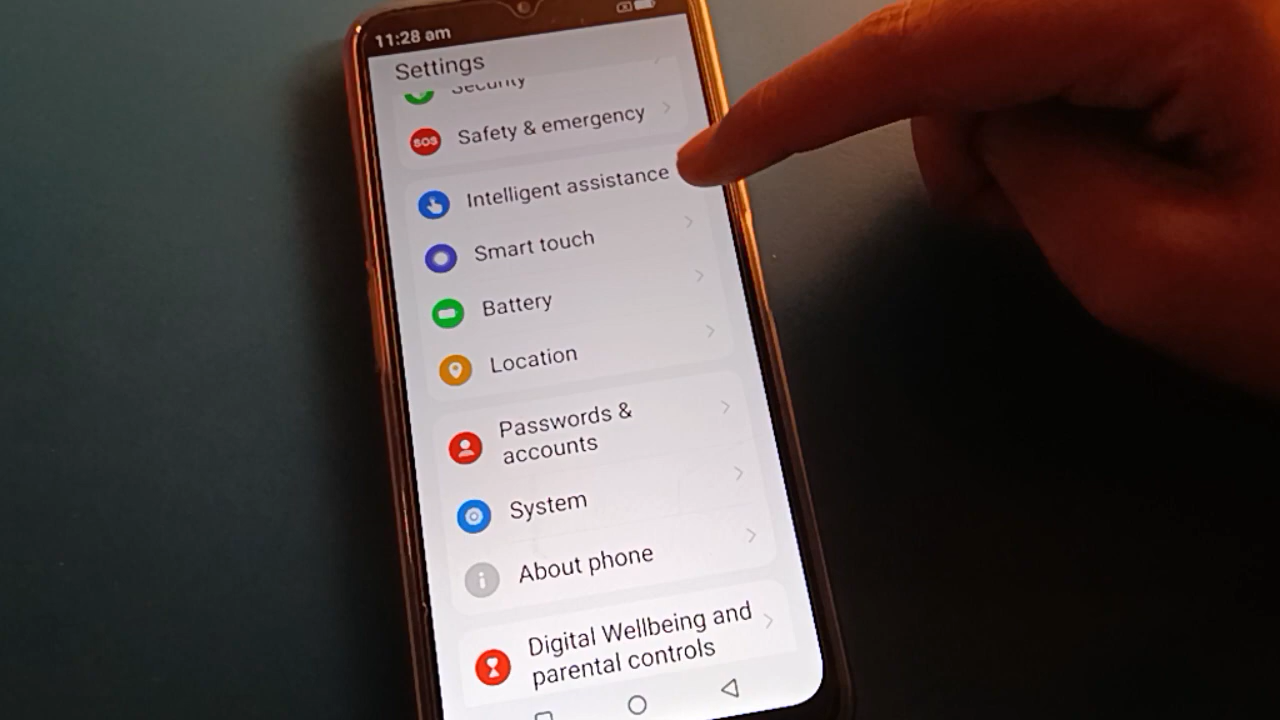 11:28 am
Settings
Security
SOS
Safety & emergency
Intelligent assistance
Smart touch
Battery
Location
Passwords &
accounts
System
About phone
Digital Wellbeing and
parental controls